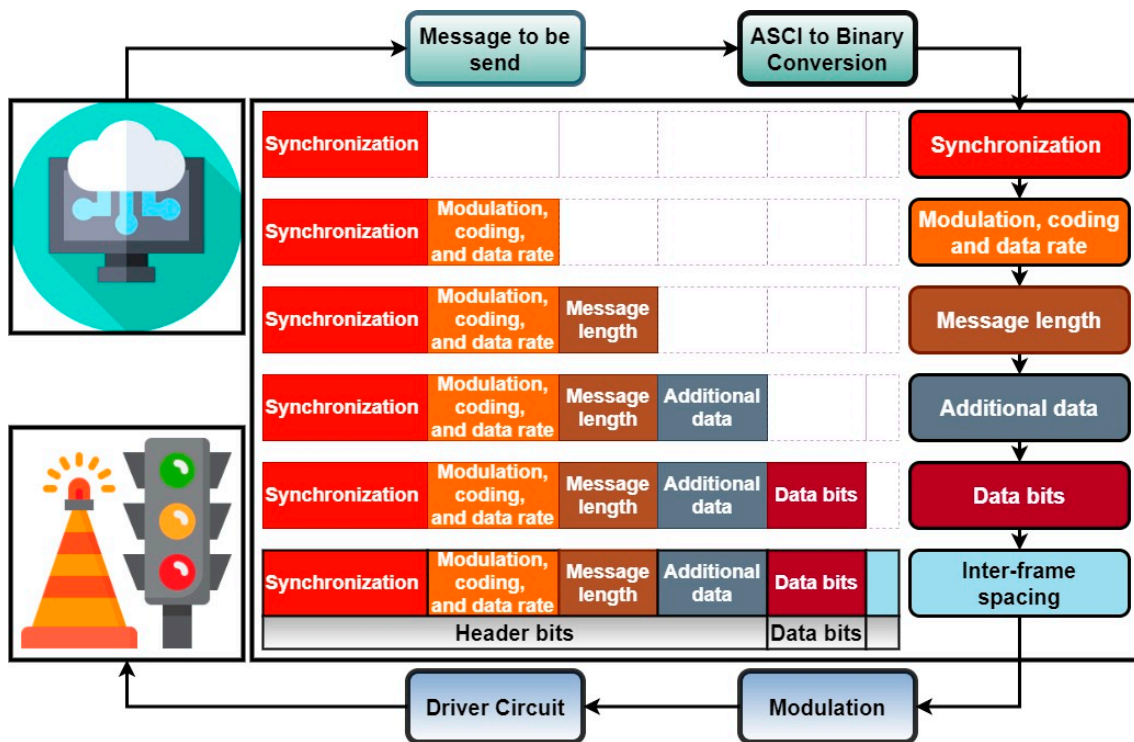 Message to be
send
ASCI to Binary
Conversion
Synchronization
Synchronization
Synchronization
Modulation,
coding,
and data rate
Modulation, coding
and data rate
Synchronization
Modulation,
coding,
and data rate
Message
length
Message length
Synchronization
Modulation,
coding,
and data rate
Message
length
Additional
data
Additional data
Synchronization
Modulation,
coding,
and data rate
Message
length
Additional
data
Data bits
Data bits
Synchronization
Modulation,
coding,
and data rate
Message
length
Additional
data
Data bits
Inter-frame
spacing
Header bits
Data bits
Driver Circuit
Modulation